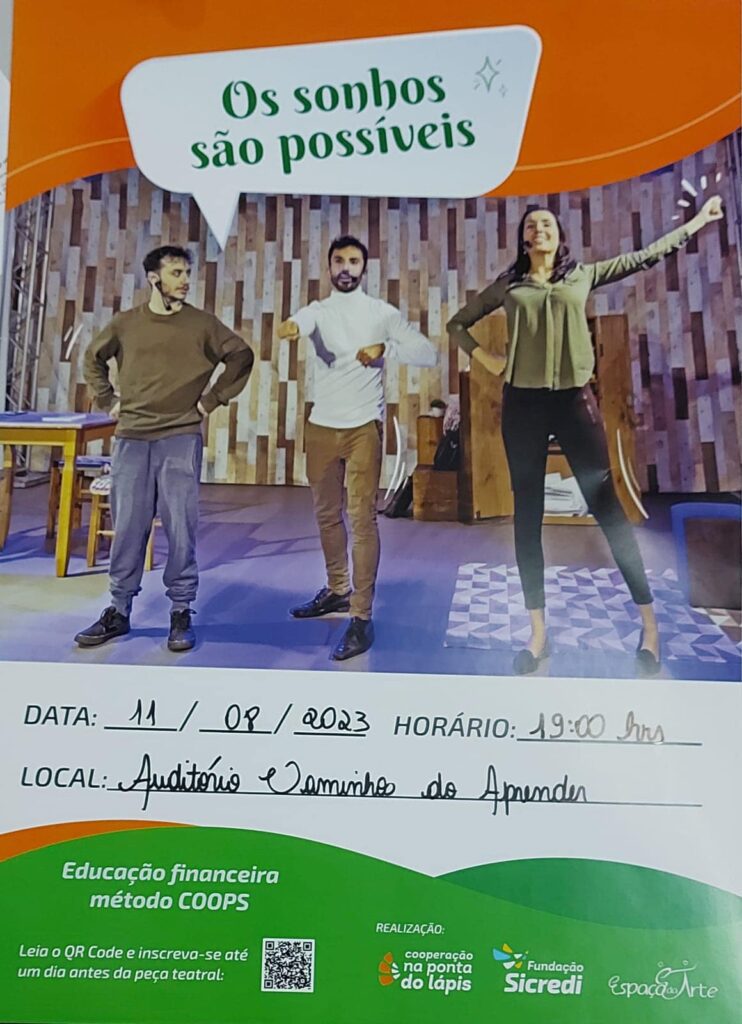 Os sonhos
são possíveis
DATA: 11 / 08 / 2023 HORÁRIO: 19:00 hrs
LOCAL: Auditório Caminhos do Aprender
Educação financeira
método COOPS
Leia o QR Code e inscreva-se até
um dia antes da peça teatral:
REALIZAÇÃO:
cooperação
na ponta
do lápis
Fundação
Sicredi
Espaço do Arte